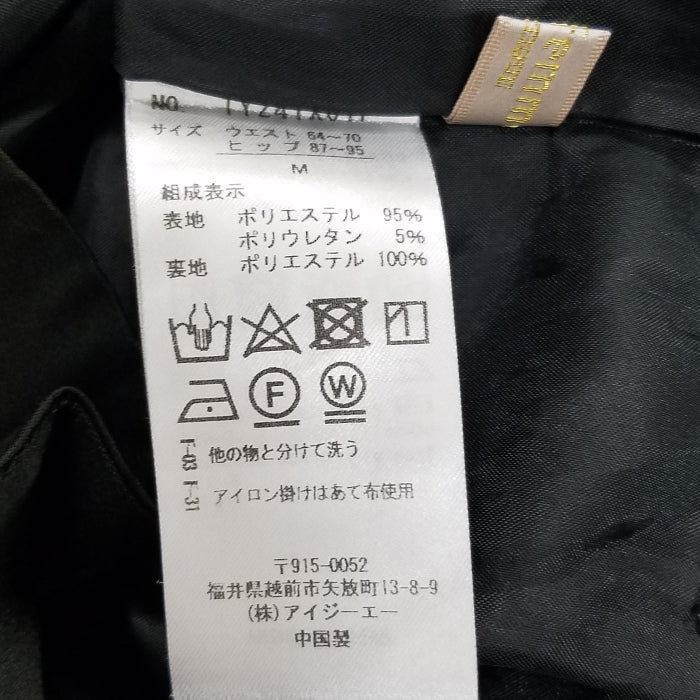 NO.
サイズ ウエスト 64～70
ヒップ 87～95
M
組成表示
表地 ポリエステル 95%
ポリウレタン 5%
裏地 ポリエステル 100%
F W
F-03 他の物と分けて洗う
F-31 アイロン掛けはあて布使用
〒915-0052
福井県越前市矢放町13-8-9
(株)アイジーエー
中国製